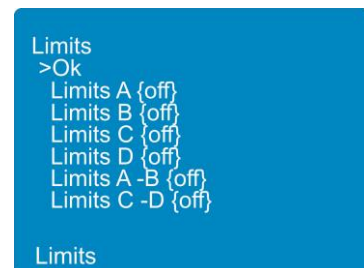 Limits
>Ok
Limits A {off}
Limits B {off}
Limits C {off}
Limits D {off}
Limits A -B {off}
Limits C -D {off}
Limits